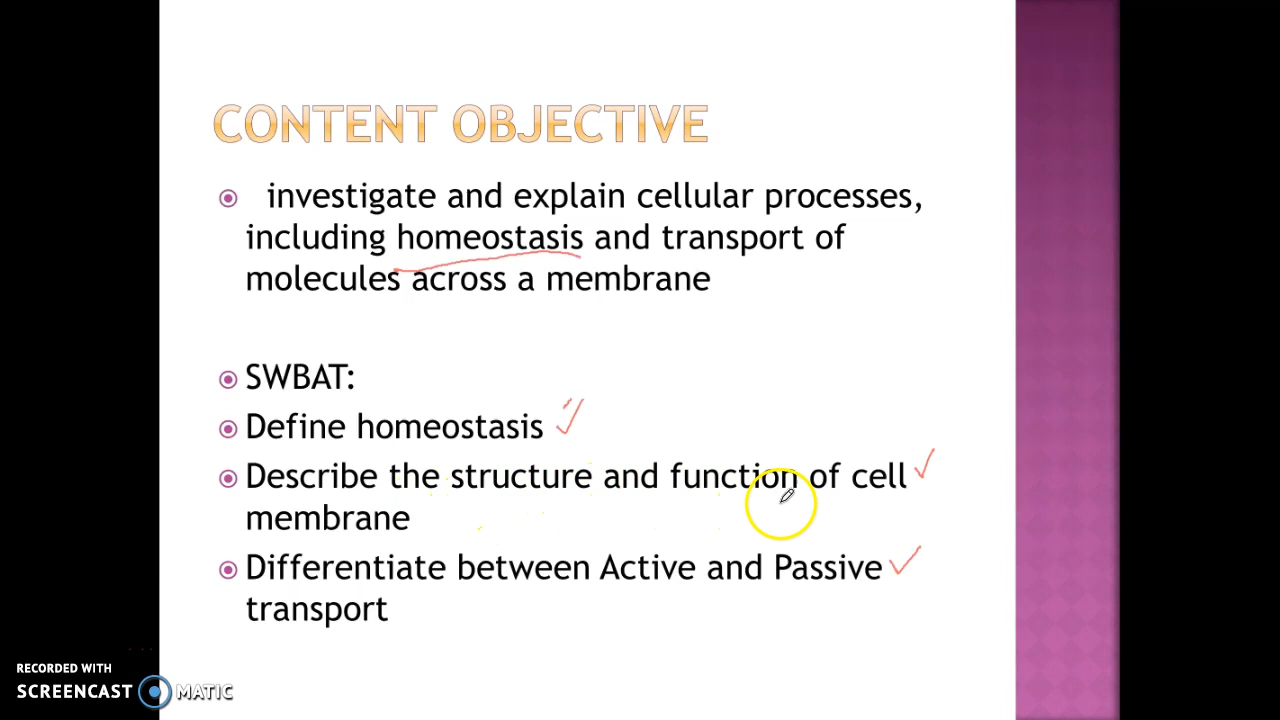 CONTENT OBJECTIVE
investigate and explain cellular processes,
including homeostasis and transport of
molecules across a membrane
SWBAT:
Define homeostasis
Describe the structure and function of cell
membrane
Differentiate between Active and Passive
transport
RECORDED WITH
SCREENCAST MATIC